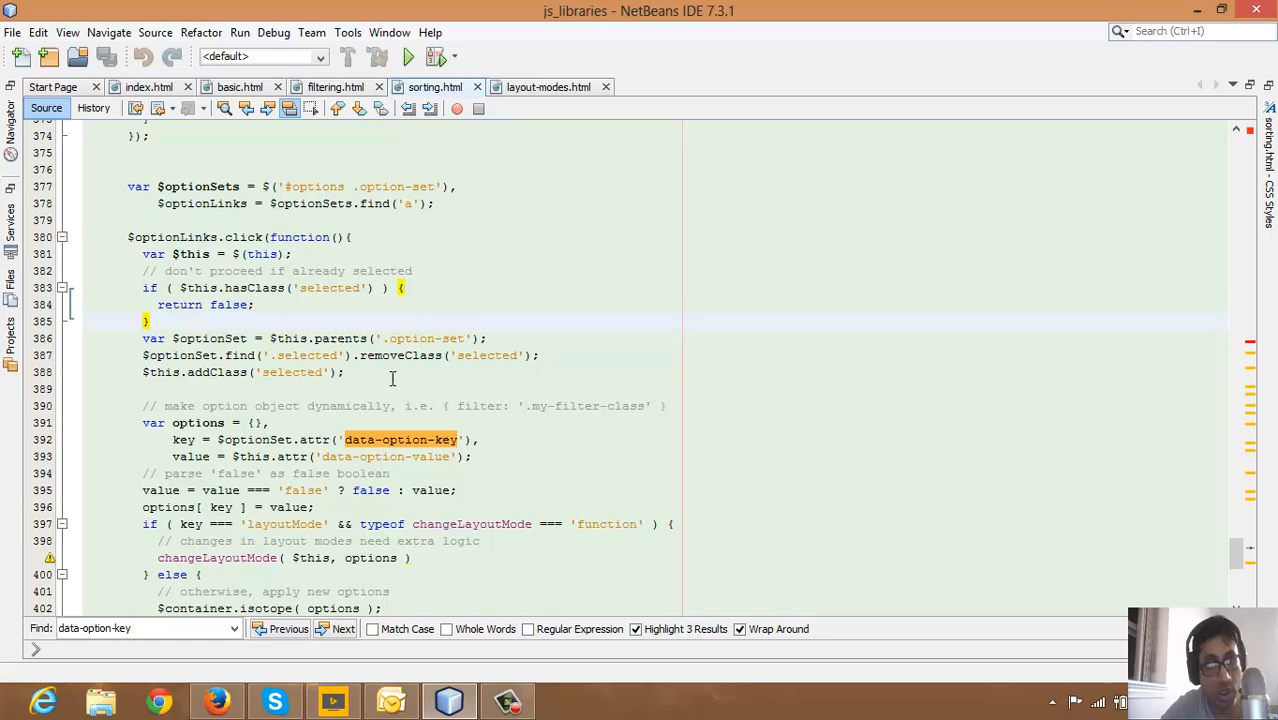 js_libraries - NetBeans IDE 7.3.1
File Edit View Navigate Source Refactor Run Debug Team Tools Window Help
Search (Ctrl+I)
<default>
Start Page index.html basic.html filtering.html sorting.html layout-modes.html
Source History
Navigator
Services
Files
Projects
sorting.html - CSS Styles
374 });
375
376
377 var $optionSets = $('#options .option-set'),
378 $optionLinks = $optionSets.find('a');
379
380 $optionLinks.click(function(){
381 var $this = $(this);
382 // don't proceed if already selected
383 if ( $this.hasClass('selected') ) {
384 return false;
385 }
386 var $optionSet = $this.parents('.option-set');
387 $optionSet.find('.selected').removeClass('selected');
388 $this.addClass('selected');
389
390 // make option object dynamically, i.e. { filter: '.my-filter-class' }
391 var options = {},
392 key = $optionSet.attr('data-option-key'),
393 value = $this.attr('data-option-value');
394 // parse 'false' as false boolean
395 value = value === 'false' ? false : value;
396 options[ key ] = value;
397 if ( key === 'layoutMode' && typeof changeLayoutMode === 'function' ) {
398 // changes in layout modes need extra logic
changeLayoutMode( $this, options )
400 } else {
401 // otherwise, apply new options
402 $container.isotope( options );
Find: data-option-key Previous Next Match Case Whole Words Regular Expression Highlight 3 Results Wrap Around